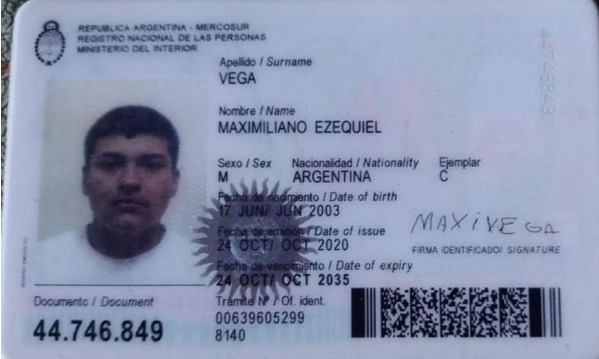 REPUBLICA ARGENTINA - MERCOSUR
REGISTRO NACIONAL DE LAS PERSONAS
MINISTERIO DEL INTERIOR
44746849
Apellido / Surname
VEGA
Nombre / Name
MAXIMILIANO EZEQUIEL
Sexo / Sex Nacionalidad / Nationality Ejemplar
M ARGENTINA C
Fecha de nacimiento / Date of birth
17 JUN/ JUN 2003
Fecha de emisión / Date of issue
24 OCT/ OCT 2020
MAXiVEGA
FIRMA IDENTIFICADO/ SIGNATURE
Fecha de vencimiento / Date of expiry
24 OCT/ OCT 2035
Documento / Document
44.746.849
Trámite Nº / Of. ident.
00639605299
8140